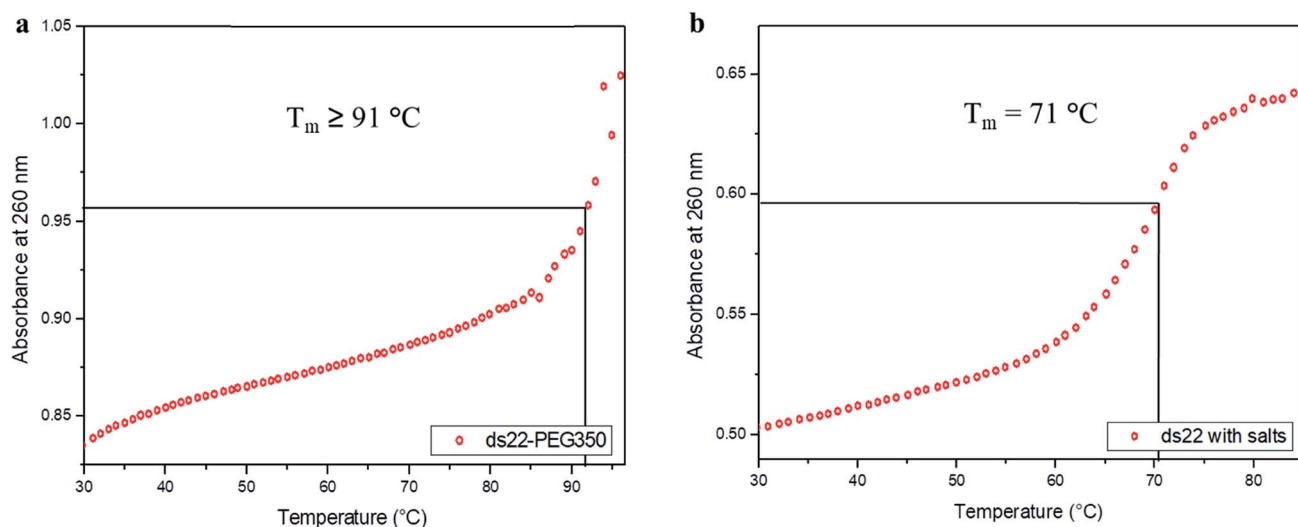 a
1.05
1.00
0.95
0.90
0.85
Absorbance at 260 nm
Tm ≥ 91 °C
ds22-PEG350
30 40 50 60 70 80 90
Temperature (°C)
b
0.65
0.60
0.55
0.50
Absorbance at 260 nm
Tm = 71 °C
ds22 with salts
30 40 50 60 70 80
Temperature (°C)